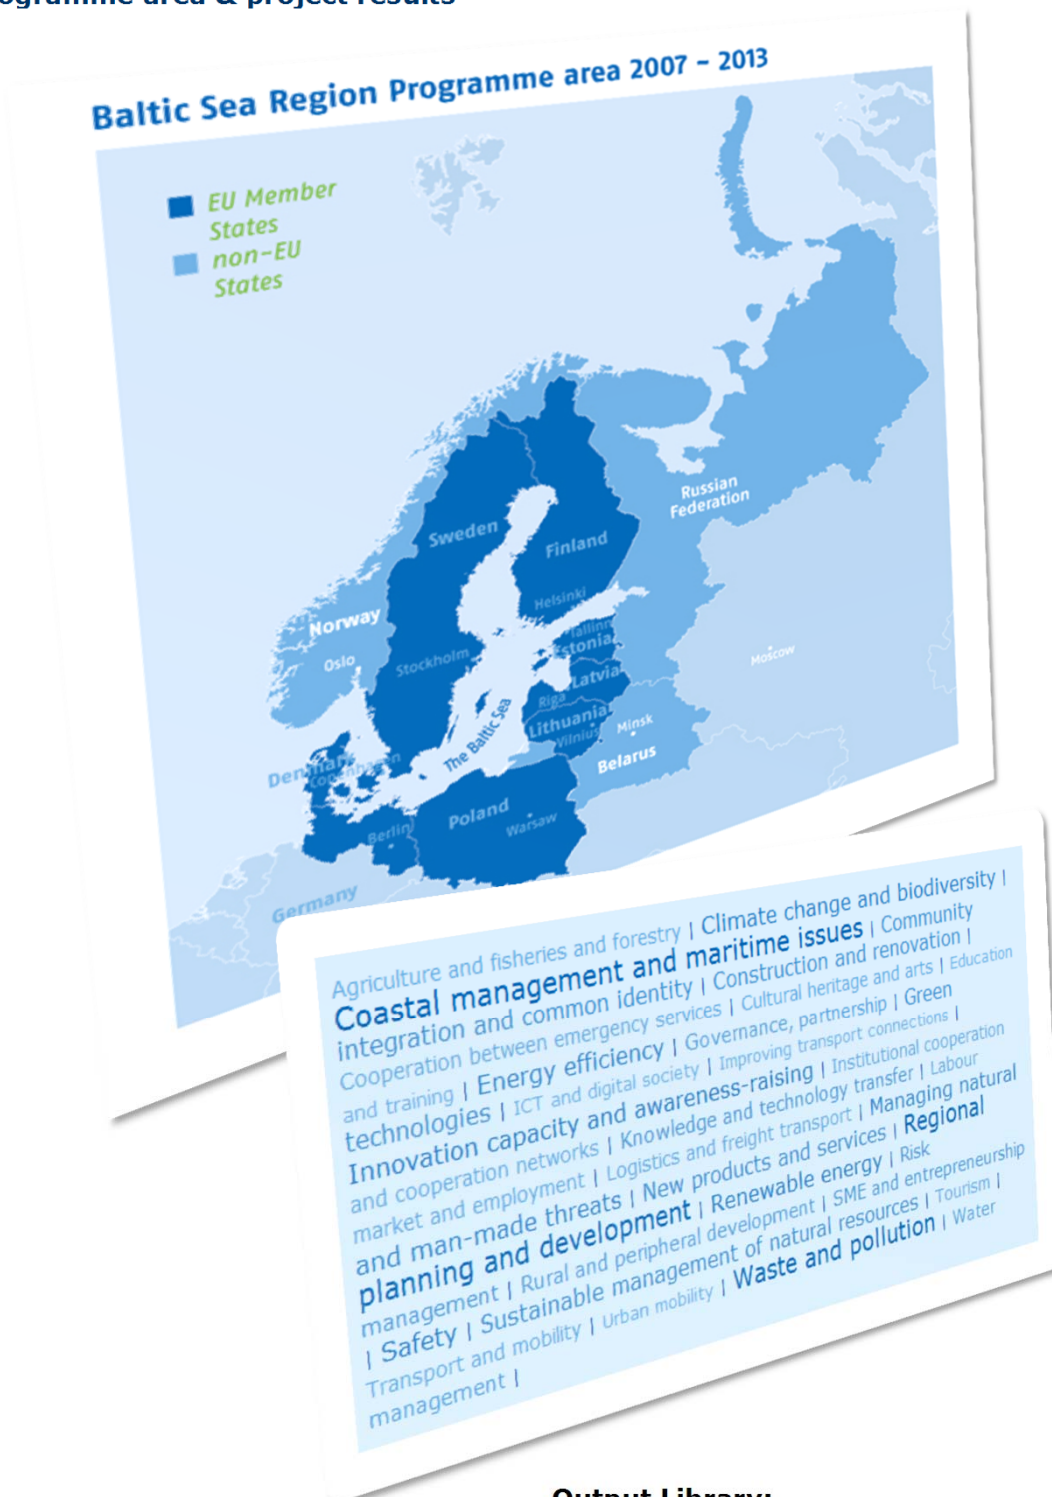 programme area & project results
Baltic Sea Region Programme area 2007 – 2013
EU Member
States
non-EU
States
Russian
Federation
Sweden
Finland
Helsinki
Norway
Tallinn
Estonia
Oslo
Stockholm
Moscow
Latvia
Riga
The Baltic Sea
Lithuania
Vilnius
Minsk
Belarus
Denmark
Copenhagen
Poland
Warsaw
Berlin
Germany
Agriculture and fisheries and forestry | Climate change and biodiversity |
Coastal management and maritime issues | Community
integration and common identity | Construction and renovation |
Cooperation between emergency services | Cultural heritage and arts | Education
and training | Energy efficiency | Governance, partnership | Green
technologies | ICT and digital society | Improving transport connections |
Innovation capacity and awareness-raising | Institutional cooperation
and cooperation networks | Knowledge and technology transfer | Labour
market and employment | Logistics and freight transport | Managing natural
and man-made threats | New products and services | Regional
planning and development | Renewable energy | Risk
management | Rural and peripheral development | SME and entrepreneurship
| Safety | Sustainable management of natural resources | Tourism |
Transport and mobility | Urban mobility | Waste and pollution | Water
management |
Output Library: